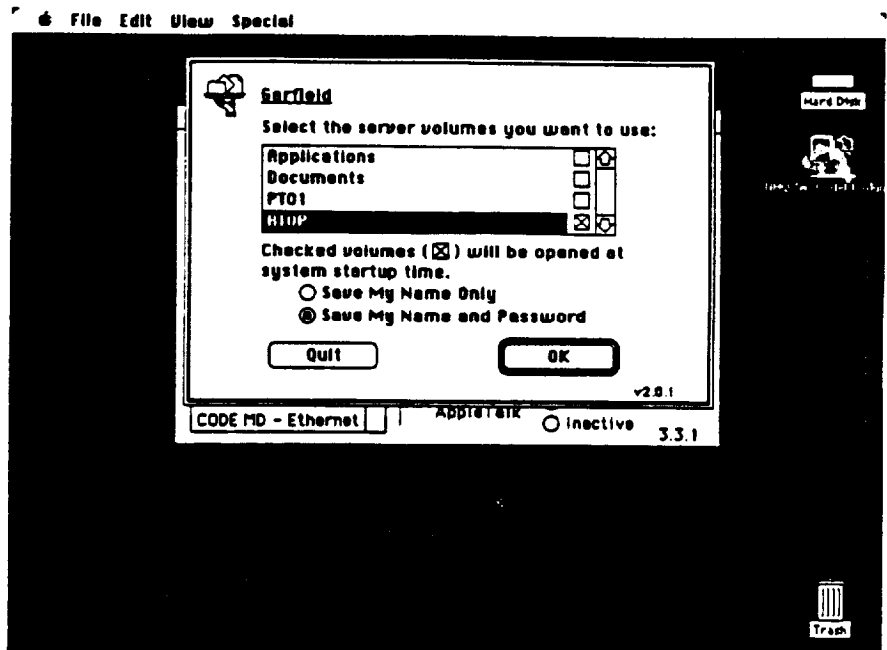 File Edit View Special
Hard Disk
Garfield
Select the server volumes you want to use:
Applications
Documents
PT01
Checked volumes ( ☒ ) will be opened at
system startup time.
Save My Name Only
Save My Name and Password
Quit
OK
v2.0.1
CODE MD - Ethernet
AppleTalk
Inactive
3.3.1
Trash